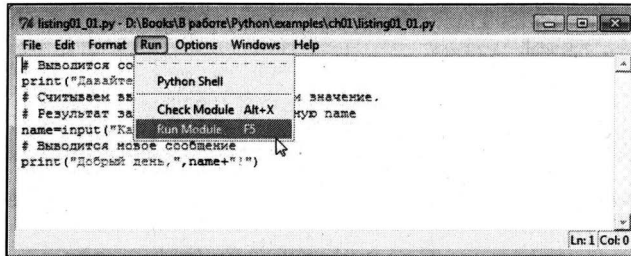 74 listing01_01.py - D:\Books\В работе\Python\examples\ch01\listing01_01.py
File Edit Format Run Options Windows Help
# Выводится со
print("Давайте
Python Shell
# Считываем вв м значение.
Check Module Alt+X
# Результат за ную name
Run Module F5
name=input("Ка
# Выводится новое сообщение
print("Добрый день,",name+"!")
Ln: 1 Col: 0